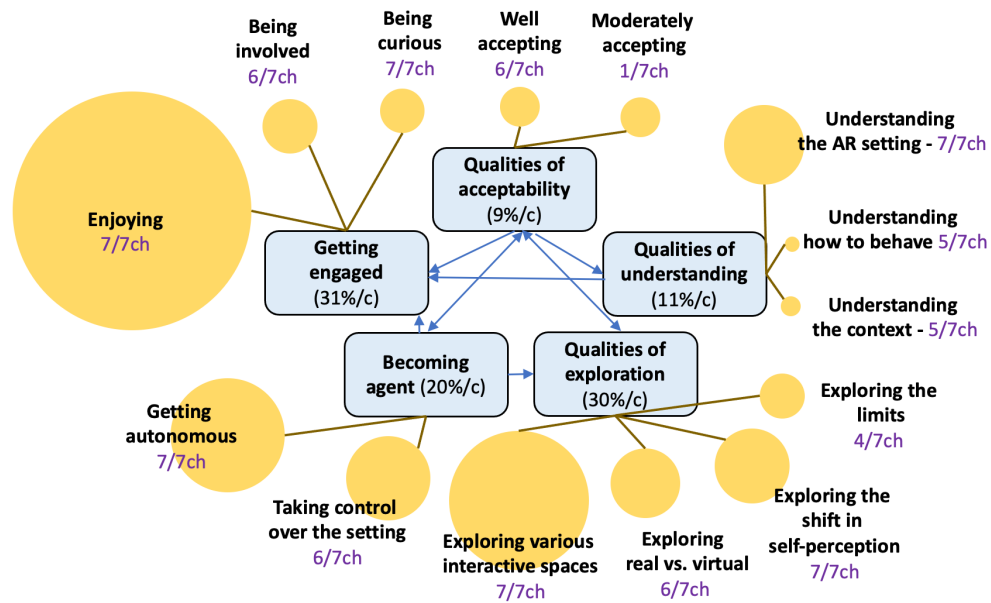 Being
involved
6/7ch
Being
curious
7/7ch
Well
accepting
6/7ch
Moderately
accepting
1/7ch
Understanding
the AR setting - 7/7ch
Qualities of
acceptability
(9%/c)
Enjoying
7/7ch
Understanding
how to behave 5/7ch
Getting
engaged
(31%/c)
Qualities of
understanding
(11%/c)
Understanding
the context - 5/7ch
Becoming
agent (20%/c)
Qualities of
exploration
(30%/c)
Exploring the
limits
4/7ch
Getting
autonomous
7/7ch
Taking control
over the setting
6/7ch
Exploring various
interactive spaces
7/7ch
Exploring
real vs. virtual
6/7ch
Exploring the
shift in
self-perception
7/7ch